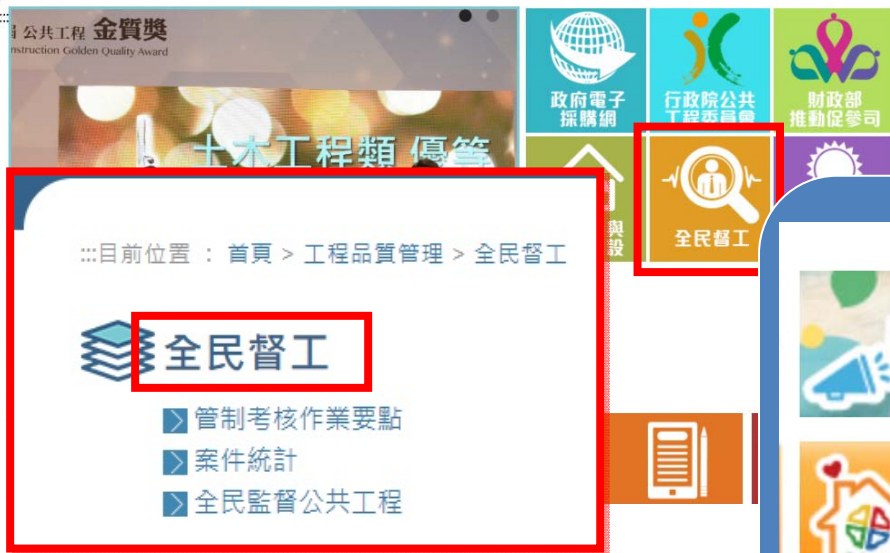 公共工程 金質獎
nstruction Golden Quality Award
土木工程類 優等
政府電子
採購網
行政院公共
工程委員會
財政部
推動促參司
與
設
全民督工
:::目前位置 ： 首頁 > 工程品質管理 > 全民督工
全民督工
管制考核作業要點
案件統計
全民監督公共工程